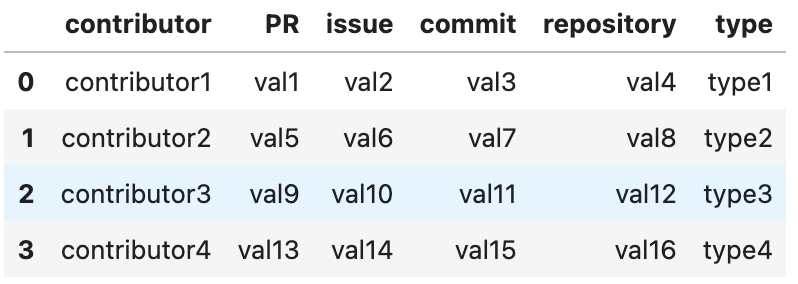 contributor PR issue commit repository type
0 contributor1 val1 val2 val3 val4 type1
1 contributor2 val5 val6 val7 val8 type2
2 contributor3 val9 val10 val11 val12 type3
3 contributor4 val13 val14 val15 val16 type4